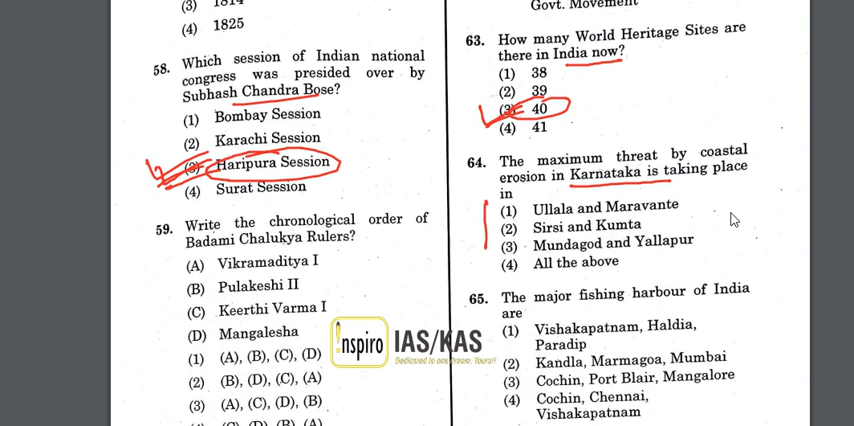 (3) 1814
(4) 1825
58. Which session of Indian national
congress was presided over by
Subhash Chandra Bose?
(1) Bombay Session
(2) Karachi Session
(3) Haripura Session
(4) Surat Session
59. Write the chronological order of
Badami Chalukya Rulers?
(A) Vikramaditya I
(B) Pulakeshi II
(C) Keerthi Varma I
(D) Mangalesha
(1) (A), (B), (C), (D)
(2) (B), (D), (C), (A)
(3) (A), (C), (D), (B)
(C) (D) (B) (A)
Govt. Movement
63. How many World Heritage Sites are
there in India now?
(1) 38
(2) 39
(3) 40
(4) 41
64. The maximum threat by coastal
erosion in Karnataka is taking place
in
(1) Ullala and Maravante
(2) Sirsi and Kumta
(3) Mundagod and Yallapur
(4) All the above
65. The major fishing harbour of India
are
(1) Vishakapatnam, Haldia,
Paradip
(2) Kandla, Marmagoa, Mumbai
(3) Cochin, Port Blair, Mangalore
(4) Cochin, Chennai,
Vishakapatnam
Inspiro IAS/KAS
Dedicated to one dream. Yours!!